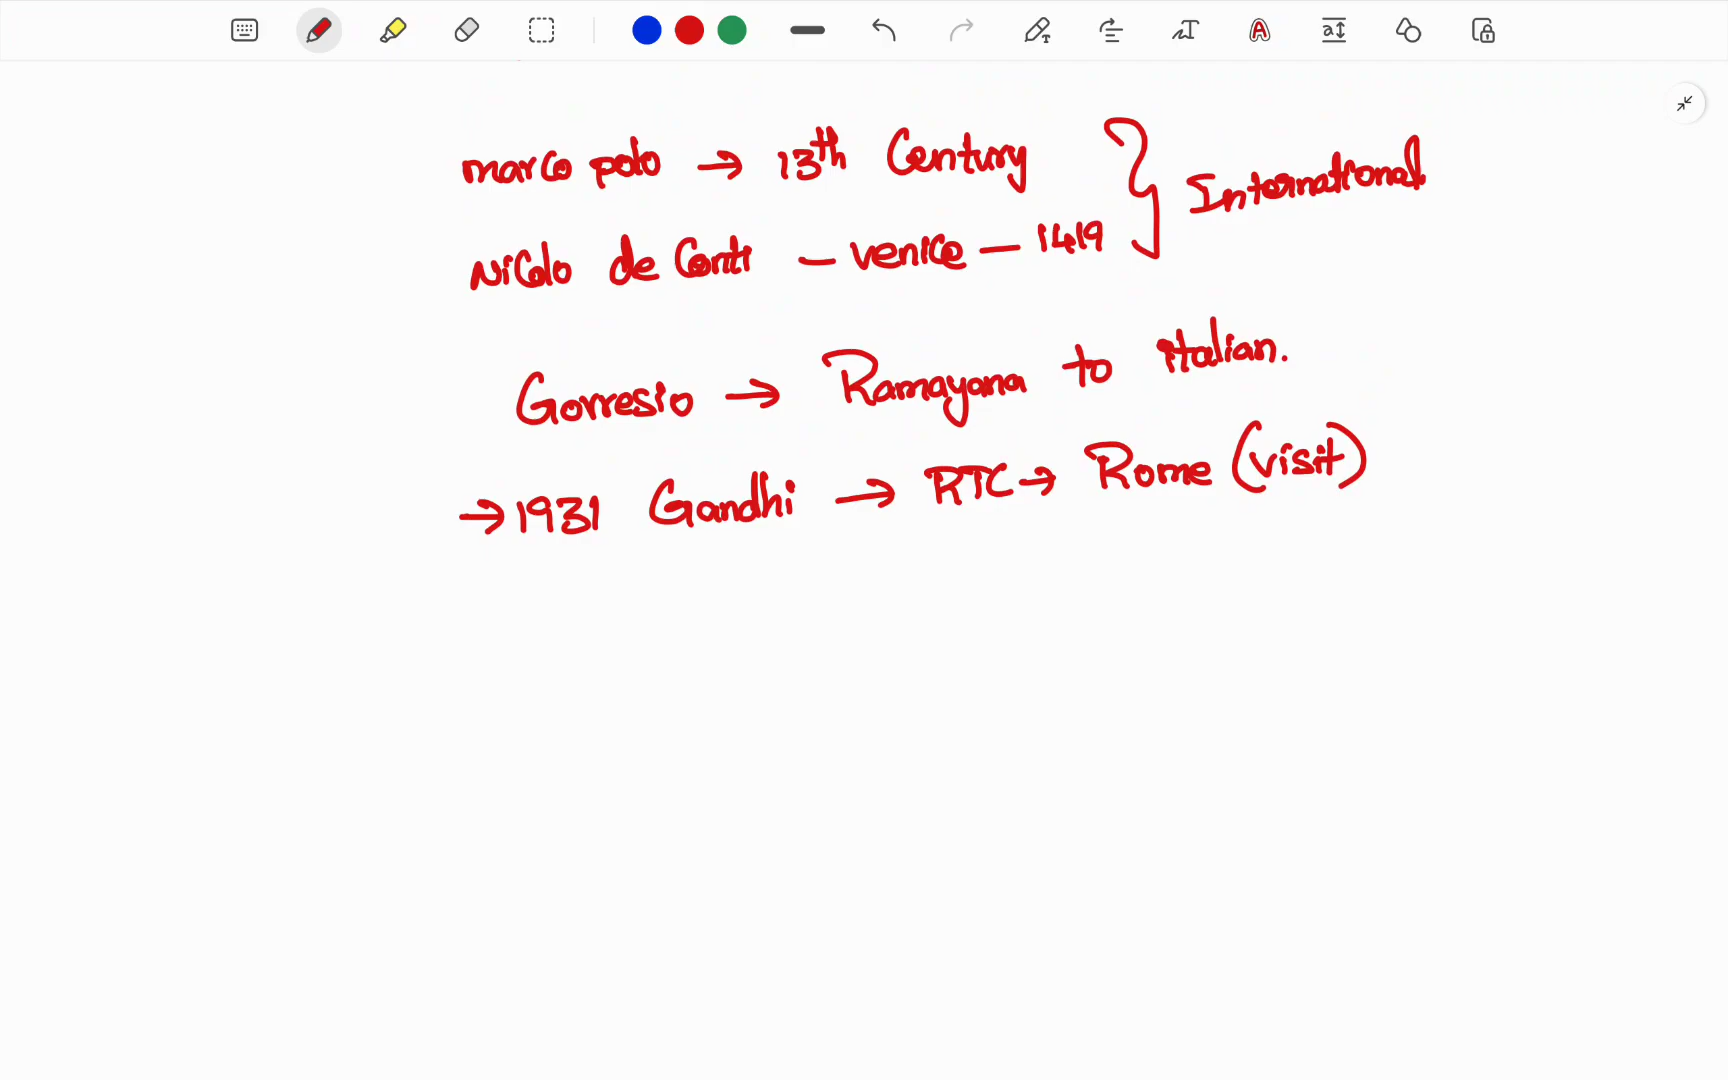 marco polo → 13th Century
Nicolo de Conti – venice – 1419
International
Gorresio → Ramayana to italian.
→ 1931 Gandhi → RTC → Rome (visit)